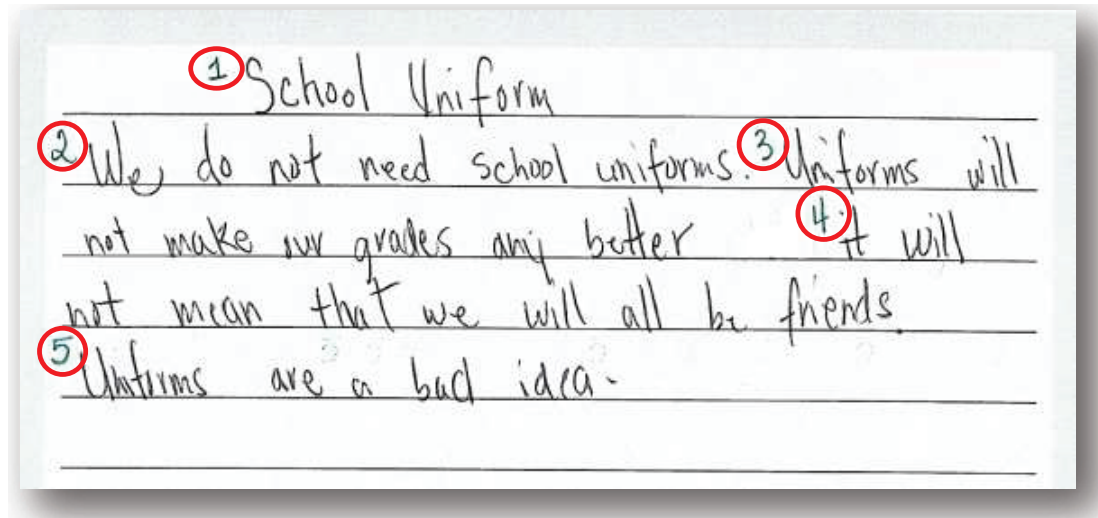 1 School Uniform
2 We do not need school uniforms. 3 Uniforms will
not make our grades any better 4 it will
not mean that we will all be friends.
5 Uniforms are a bad idea.